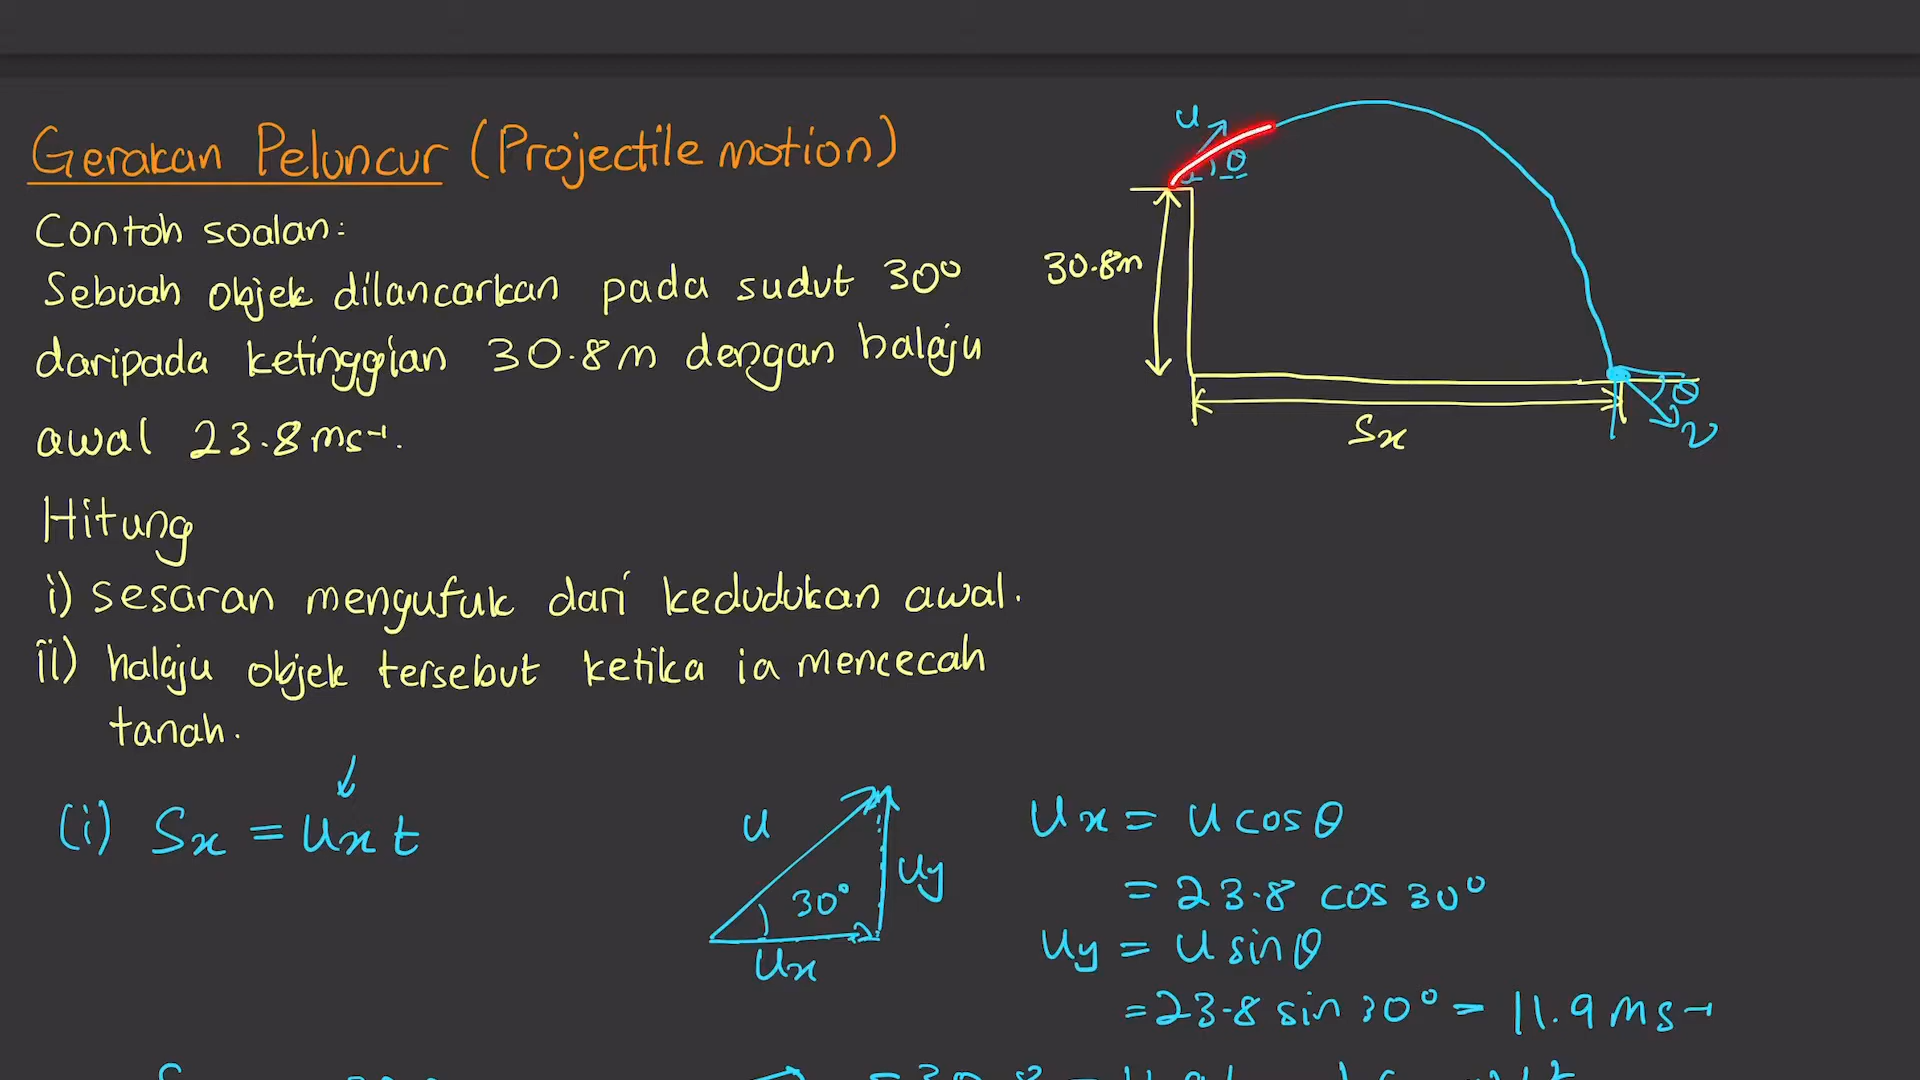 Gerakan Peluncur (Projectile motion)
Contoh soalan:
Sebuah objek dilancarkan pada sudut 30°
daripada ketinggian 30.8m dengan halaju
awal 23.8 ms⁻¹.
Hitung
i) sesaran mengufuk dari kedudukan awal.
ii) halaju objek tersebut ketika ia mencecah
tanah.
u
θ
30.8m
Sx
θ
v
(i) Sx = Ux t
u
30°
Uy
Ux
Ux = U cos θ
= 23.8 cos 30°
Uy = U sin θ
= 23.8 sin 30° = 11.9 ms⁻¹